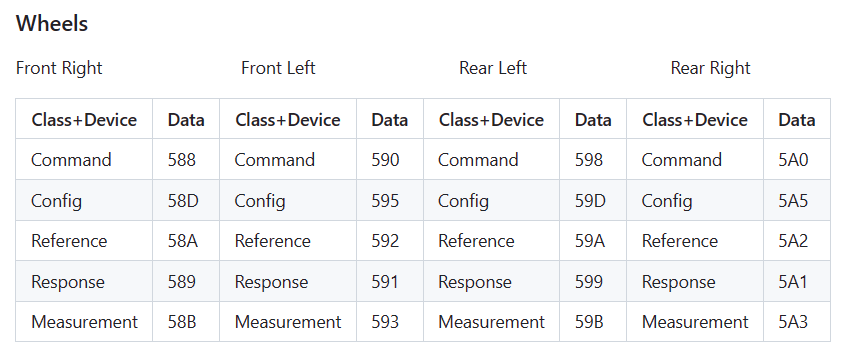 Wheels
Front Right Front Left Rear Left Rear Right
Class+Device Data Class+Device Data Class+Device Data Class+Device Data
Command 588 Command 590 Command 598 Command 5A0
Config 58D Config 595 Config 59D Config 5A5
Reference 58A Reference 592 Reference 59A Reference 5A2
Response 589 Response 591 Response 599 Response 5A1
Measurement 58B Measurement 593 Measurement 59B Measurement 5A3